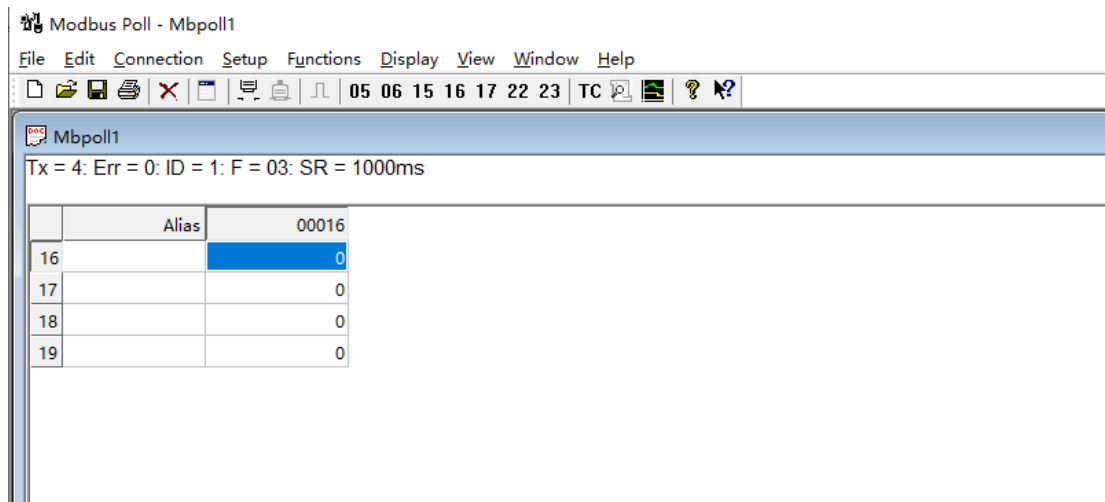 Modbus Poll - Mbpoll1
File Edit Connection Setup Functions Display View Window Help
05 06 15 16 17 22 23 TC
Mbpoll1
Tx = 4: Err = 0: ID = 1: F = 03: SR = 1000ms
Alias 00016
16 0
17 0
18 0
19 0